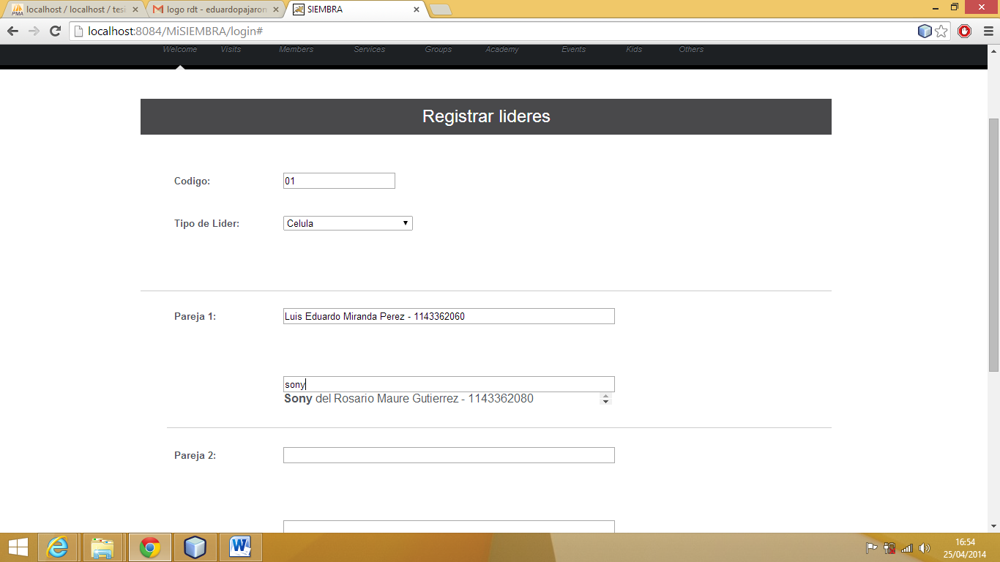 localhost / localhost / tesi
logo rdt - eduardopajaron
SIEMBRA
localhost:8084/MiSIEMBRA/login#
Welcome Visits Members Services Groups Academy Events Kids Others
Registrar lideres
Codigo: 01
Tipo de Lider: Celula
Pareja 1: Luis Eduardo Miranda Perez - 1143362060
sony
Sony del Rosario Maure Gutierrez - 1143362080
Pareja 2:
16:54
25/04/2014